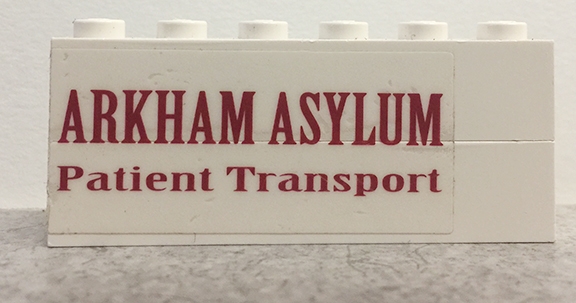 ARKHAM ASYLUM
Patient Transport